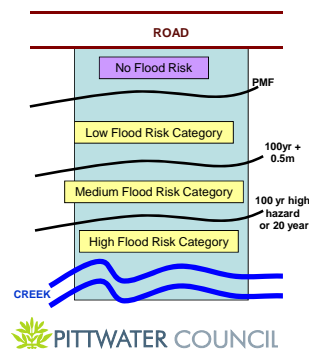 ROAD
No Flood Risk
PMF
Low Flood Risk Category
100yr +
0.5m
Medium Flood Risk Category
100 yr high
hazard
or 20 year
High Flood Risk Category
CREEK
PITTWATER COUNCIL